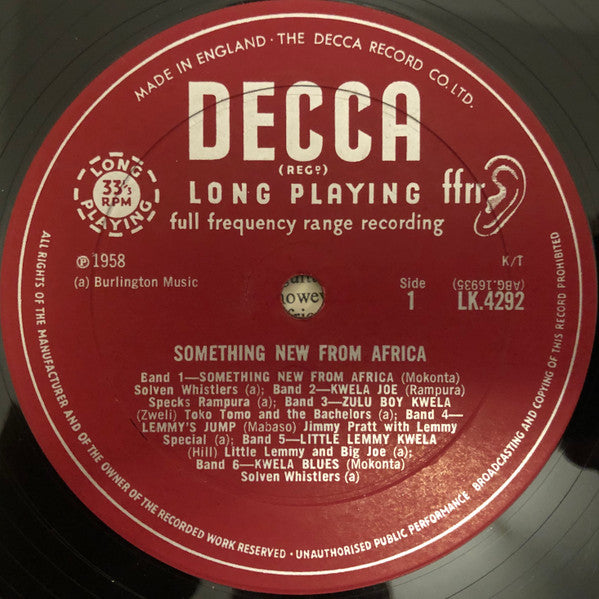 MADE IN ENGLAND · THE DECCA RECORD CO. LTD.
DECCA
(REGD)
LONG PLAYING
ffrr
full frequency range recording
LONG
33⅓
RPM
PLAYING
℗ 1958
(a) Burlington Music
K/T
Side
1
(ABG.16935)
LK.4292
SOMETHING NEW FROM AFRICA
Band 1—SOMETHING NEW FROM AFRICA (Mokonta)
Solven Whistlers (a); Band 2—KWELA JOE (Rampura)
Specks Rampura (a); Band 3—ZULU BOY KWELA
(Zweli) Toko Tomo and the Bachelors (a); Band 4—
LEMMY'S JUMP (Mabaso) Jimmy Pratt with Lemmy
Special (a); Band 5—LITTLE LEMMY KWELA
(Hill) Little Lemmy and Big Joe (a);
Band 6—KWELA BLUES (Mokonta)
Solven Whistlers (a)
ALL RIGHTS OF THE MANUFACTURER AND OF THE OWNER OF THE RECORDED WORK RESERVED · UNAUTHORISED PUBLIC PERFORMANCE BROADCASTING AND COPYING OF THIS RECORD PROHIBITED